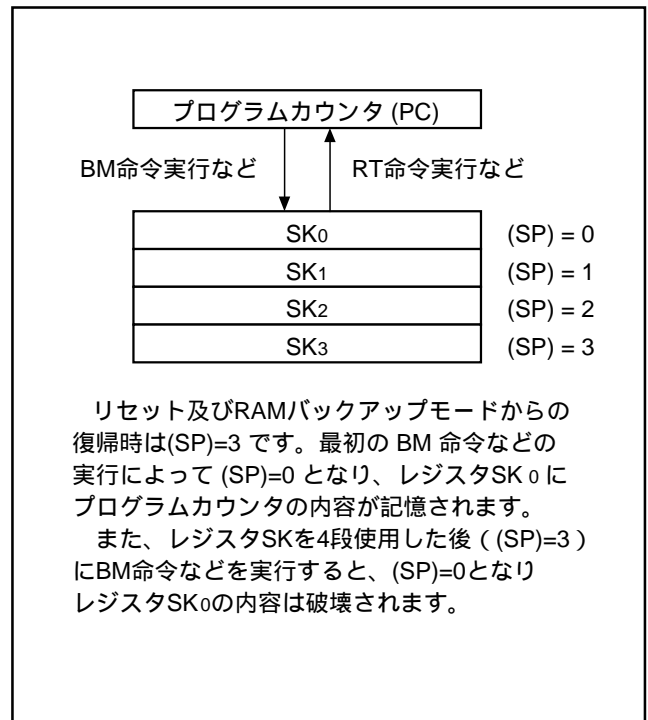 プログラムカウンタ (PC)
BM命令実行など
RT命令実行など
SK0 (SP) = 0
SK1 (SP) = 1
SK2 (SP) = 2
SK3 (SP) = 3
リセット及びRAMバックアップモードからの
復帰時は(SP)=3 です。最初の BM 命令などの
実行によって (SP)=0 となり、レジスタSK 0 に
プログラムカウンタの内容が記憶されます。
また、レジスタSKを4段使用した後 ( (SP)=3 )
にBM命令などを実行すると、(SP)=0となり
レジスタSK0の内容は破壊されます。